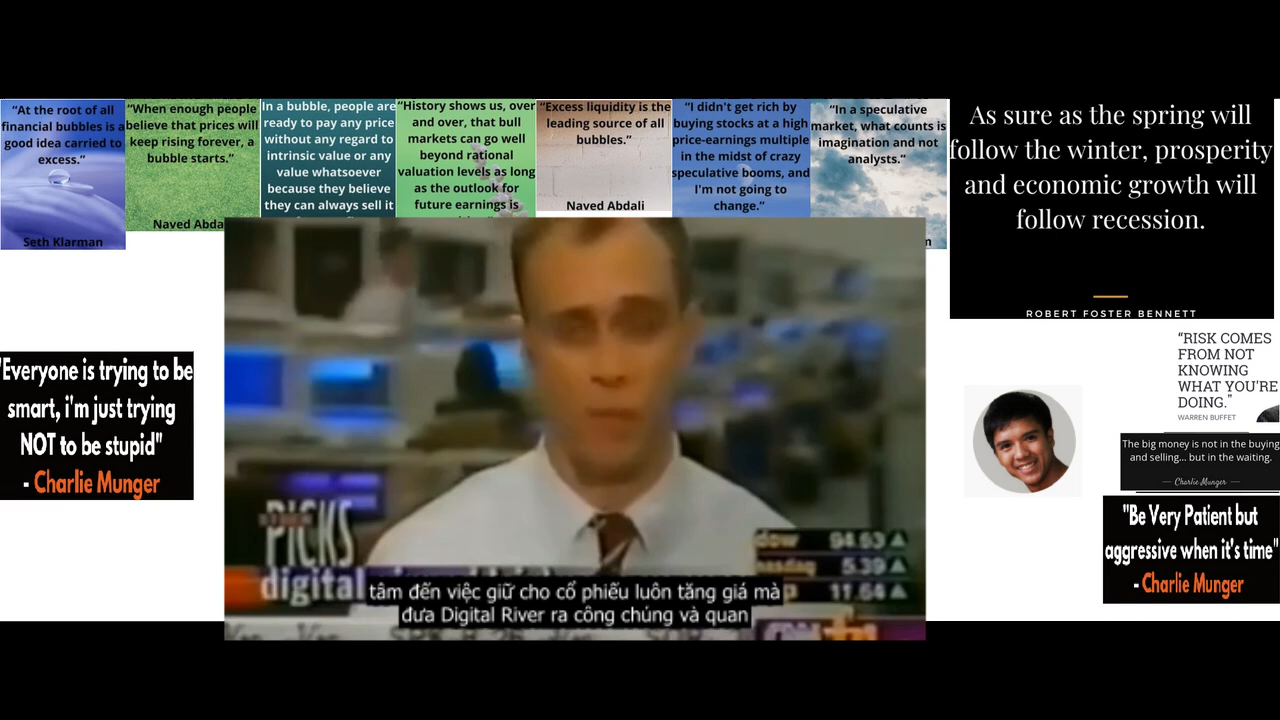 “At the root of all
financial bubbles is a
good idea carried to
excess.”
Seth Klarman
“When enough people
believe that prices will
keep rising forever, a
bubble starts.”
Naved Abda
In a bubble, people are
ready to pay any price
without any regard to
intrinsic value or any
value whatsoever
because they believe
they can always sell it
“History shows us, over
and over, that bull
markets can go well
beyond rational
valuation levels as long
as the outlook for
future earnings is
“Excess liquidity is the
leading source of all
bubbles.”
Naved Abdali
“I didn't get rich by
buying stocks at a high
price-earnings multiple
in the midst of crazy
speculative booms, and
I'm not going to
change.”
“In a speculative
market, what counts is
imagination and not
analysts.”
m
As sure as the spring will
follow the winter, prosperity
and economic growth will
follow recession.
ROBERT FOSTER BENNETT
"Everyone is trying to be
smart, i'm just trying
NOT to be stupid"
- Charlie Munger
“RISK COMES
FROM NOT
KNOWING
WHAT YOU'RE
DOING.”
WARREN BUFFET
The big money is not in the buying
and selling... but in the waiting.
— Charlie Munger —
"Be Very Patient but
aggressive when it's time"
- Charlie Munger
PICKS
digital
dow 94.63
nasdaq 5.39
p 11.64
tâm đến việc giữ cho cổ phiếu luôn tăng giá mà
đưa Digital River ra công chúng và quan